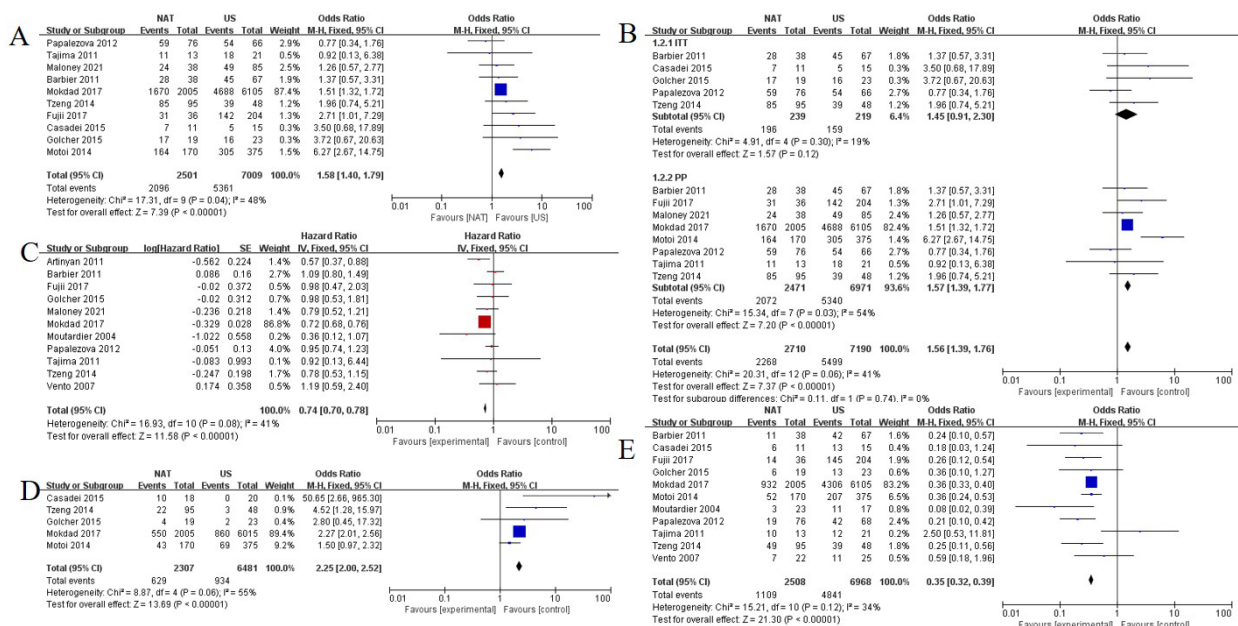 A
NAT US Odds Ratio Odds Ratio
Study or Subgroup Events Total Events Total Weight M-H, Fixed, 95% CI M-H, Fixed, 95% CI
Papalezova 2012 59 76 54 66 2.9% 0.77 [0.34, 1.76]
Tajima 2011 11 13 18 21 0.6% 0.92 [0.13, 6.38]
Maloney 2021 24 38 49 85 2.2% 1.26 [0.57, 2.77]
Barbier 2011 28 38 45 67 2.0% 1.37 [0.57, 3.31]
Mokdad 2017 1670 2005 4688 6105 87.4% 1.51 [1.32, 1.72]
Tzeng 2014 85 95 39 48 1.2% 1.96 [0.74, 5.21]
Fujii 2017 31 36 142 204 1.5% 2.71 [1.01, 7.29]
Casadei 2015 7 11 5 15 0.3% 3.50 [0.68, 17.89]
Golcher 2015 17 19 16 23 0.3% 3.72 [0.67, 20.63]
Motoi 2014 164 170 305 375 1.5% 6.27 [2.67, 14.75]
Total (95% CI) 2501 7009 100.0% 1.58 [1.40, 1.79]
Total events 2096 5361
Heterogeneity: Chi² = 17.31, df = 9 (P = 0.04); I² = 48%
Test for overall effect: Z = 7.39 (P < 0.00001)
0.01 0.1 1 10 100
Favours [NAT] Favours [US]
B
NAT US Odds Ratio Odds Ratio
Study or Subgroup Events Total Events Total Weight M-H, Fixed, 95% CI M-H, Fixed, 95% CI
1.2.1 ITT
Barbier 2011 28 38 45 67 2.0% 1.37 [0.57, 3.31]
Casadei 2015 7 11 5 15 0.3% 3.50 [0.68, 17.89]
Golcher 2015 17 19 16 23 0.3% 3.72 [0.67, 20.63]
Papalezova 2012 59 76 54 66 2.7% 0.77 [0.34, 1.76]
Tzeng 2014 85 95 39 48 1.2% 1.96 [0.74, 5.21]
Subtotal (95% CI) 239 219 6.4% 1.45 [0.91, 2.30]
Total events 196 159
Heterogeneity: Chi² = 4.91, df = 4 (P = 0.30); I² = 19%
Test for overall effect: Z = 1.57 (P = 0.12)
1.2.2 PP
Barbier 2011 28 38 45 67 2.0% 1.37 [0.57, 3.31]
Fujii 2017 31 36 142 204 1.4% 2.71 [1.01, 7.29]
Maloney 2021 24 38 49 85 2.0% 1.26 [0.57, 2.77]
Mokdad 2017 1670 2005 4688 6105 82.4% 1.51 [1.32, 1.72]
Motoi 2014 164 170 305 375 1.4% 6.27 [2.67, 14.75]
Papalezova 2012 59 76 54 66 2.7% 0.77 [0.34, 1.76]
Tajima 2011 11 13 18 21 0.6% 0.92 [0.13, 6.38]
Tzeng 2014 85 95 39 48 1.2% 1.96 [0.74, 5.21]
Subtotal (95% CI) 2471 6971 93.6% 1.57 [1.39, 1.77]
Total events 2072 5340
Heterogeneity: Chi² = 15.34, df = 7 (P = 0.03); I² = 54%
Test for overall effect: Z = 7.20 (P < 0.00001)
Total (95% CI) 2710 7190 100.0% 1.56 [1.39, 1.76]
Total events 2268 5499
Heterogeneity: Chi² = 20.31, df = 12 (P = 0.06); I² = 41%
Test for overall effect: Z = 7.37 (P < 0.00001)
Test for subgroup differences: Chi² = 0.11, df = 1 (P = 0.74), I² = 0%
0.01 0.1 1 10 100
Favours [experimental] Favours [control]
C
Hazard Ratio Hazard Ratio
Study or Subgroup log[Hazard Ratio] SE Weight IV, Fixed, 95% CI IV, Fixed, 95% CI
Artinyan 2011 -0.562 0.224 1.4% 0.57 [0.37, 0.88]
Barbier 2011 0.086 0.16 2.7% 1.09 [0.80, 1.49]
Fujii 2017 -0.02 0.372 0.5% 0.98 [0.47, 2.03]
Golcher 2015 -0.02 0.312 0.7% 0.98 [0.53, 1.81]
Maloney 2021 -0.236 0.218 1.4% 0.79 [0.52, 1.21]
Mokdad 2017 -0.329 0.028 86.8% 0.72 [0.68, 0.76]
Moutardier 2004 -1.022 0.558 0.2% 0.36 [0.12, 1.07]
Papalezova 2012 -0.051 0.13 4.0% 0.95 [0.74, 1.23]
Tajima 2011 -0.083 0.993 0.1% 0.92 [0.13, 6.44]
Tzeng 2014 -0.247 0.198 1.7% 0.78 [0.53, 1.15]
Vento 2007 0.174 0.358 0.5% 1.19 [0.59, 2.40]
Total (95% CI) 100.0% 0.74 [0.70, 0.78]
Heterogeneity: Chi² = 16.93, df = 10 (P = 0.08); I² = 41%
Test for overall effect: Z = 11.58 (P < 0.00001)
0.01 0.1 1 10 100
Favours [experimental] Favours [control]
D
NAT US Odds Ratio Odds Ratio
Study or Subgroup Events Total Events Total Weight M-H, Fixed, 95% CI M-H, Fixed, 95% CI
Casadei 2015 10 18 0 20 0.1% 50.65 [2.66, 965.30]
Tzeng 2014 22 95 3 48 0.8% 4.52 [1.28, 15.97]
Golcher 2015 4 19 2 23 0.4% 2.80 [0.45, 17.32]
Mokdad 2017 550 2005 860 6015 89.4% 2.27 [2.01, 2.56]
Motoi 2014 43 170 69 375 9.2% 1.50 [0.97, 2.32]
Total (95% CI) 2307 6481 100.0% 2.25 [2.00, 2.52]
Total events 629 934
Heterogeneity: Chi² = 8.87, df = 4 (P = 0.06); I² = 55%
Test for overall effect: Z = 13.69 (P < 0.00001)
0.01 0.1 1 10 100
Favours [experimental] Favours [control]
E
NAT US Odds Ratio Odds Ratio
Study or Subgroup Events Total Events Total Weight M-H, Fixed, 95% CI M-H, Fixed, 95% CI
Barbier 2011 11 38 42 67 1.6% 0.24 [0.10, 0.57]
Casadei 2015 6 11 13 15 0.4% 0.18 [0.03, 1.24]
Fujii 2017 14 36 145 204 2.1% 0.26 [0.12, 0.54]
Golcher 2015 6 19 13 23 0.6% 0.36 [0.10, 1.27]
Mokdad 2017 932 2005 4306 6105 83.2% 0.36 [0.33, 0.40]
Motoi 2014 52 170 207 375 6.9% 0.36 [0.24, 0.53]
Moutardier 2004 3 23 11 17 0.8% 0.08 [0.02, 0.39]
Papalezova 2012 19 76 42 68 2.4% 0.21 [0.10, 0.42]
Tajima 2011 10 13 12 21 0.1% 2.50 [0.53, 11.81]
Tzeng 2014 49 95 39 48 1.8% 0.25 [0.11, 0.56]
Vento 2007 7 22 11 25 0.5% 0.59 [0.18, 1.96]
Total (95% CI) 2508 6968 100.0% 0.35 [0.32, 0.39]
Total events 1109 4841
Heterogeneity: Chi² = 15.21, df = 10 (P = 0.12); I² = 34%
Test for overall effect: Z = 21.30 (P < 0.00001)
0.01 0.1 1 10 100
Favours [experimental] Favours [control]